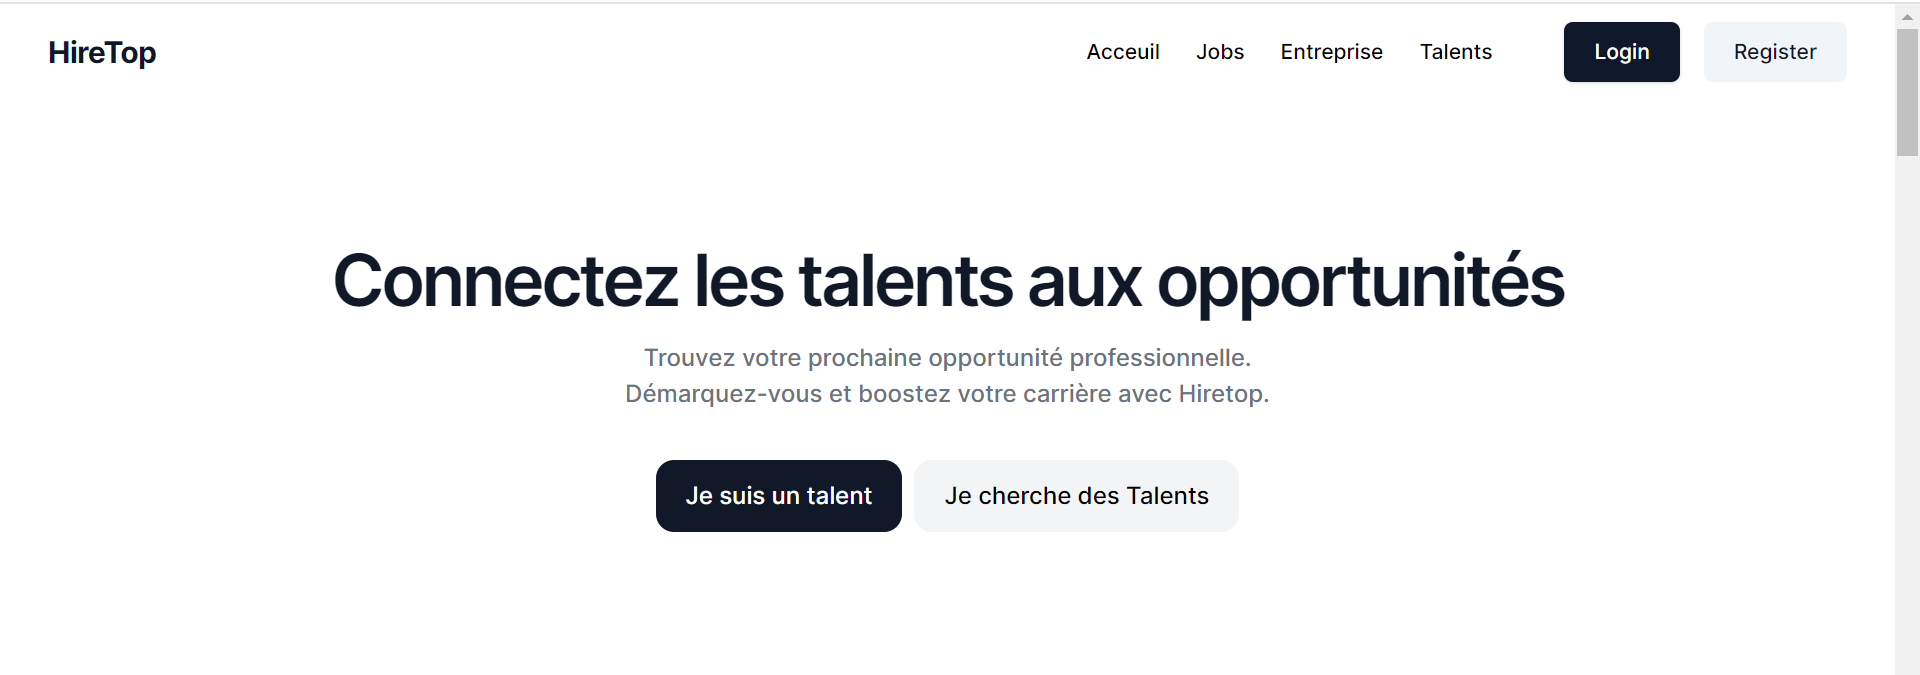 HireTop
Acceuil Jobs Entreprise Talents Login Register
Connectez les talents aux opportunités
Trouvez votre prochaine opportunité professionnelle.
Démarquez-vous et boostez votre carrière avec Hiretop.
Je suis un talent Je cherche des Talents